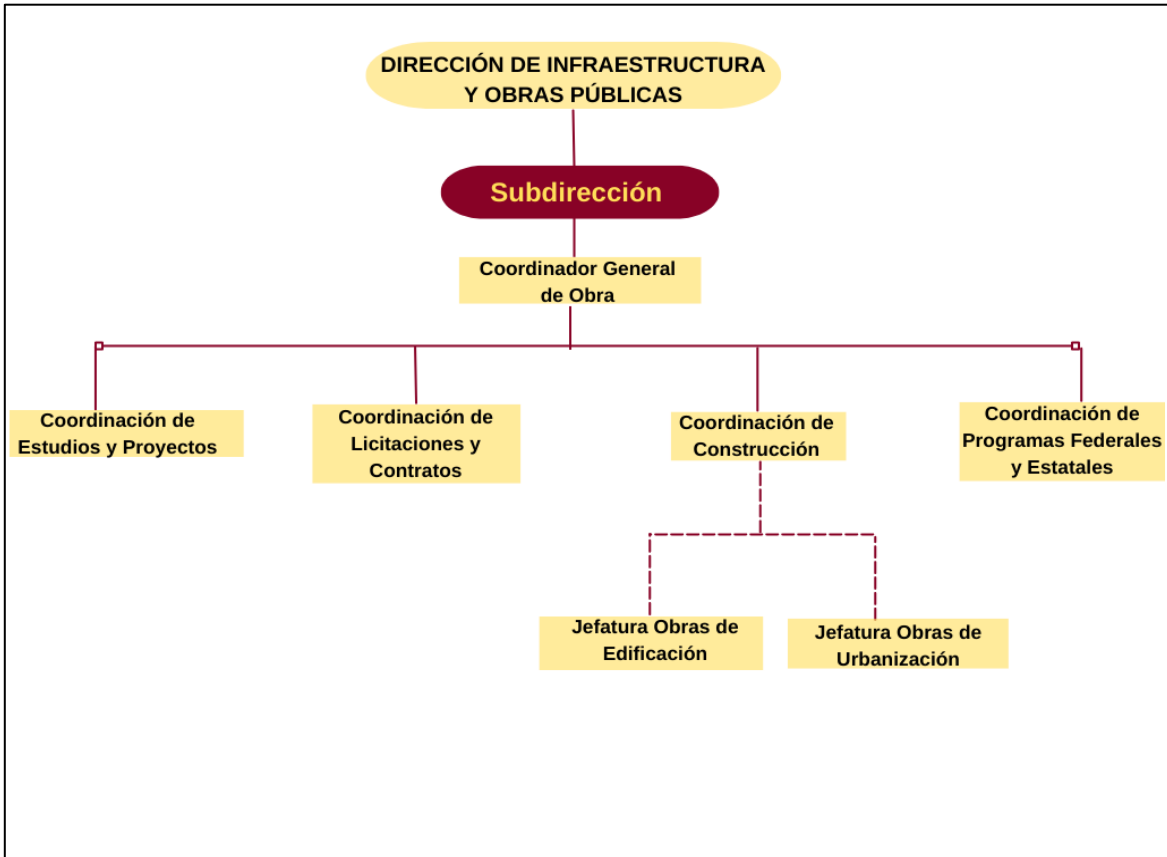 DIRECCIÓN DE INFRAESTRUCTURA
Y OBRAS PÚBLICAS
Subdirección
Coordinador General
de Obra
Coordinación de
Estudios y Proyectos
Coordinación de
Licitaciones y
Contratos
Coordinación de
Construcción
Coordinación de
Programas Federales
y Estatales
Jefatura Obras de
Edificación
Jefatura Obras de
Urbanización